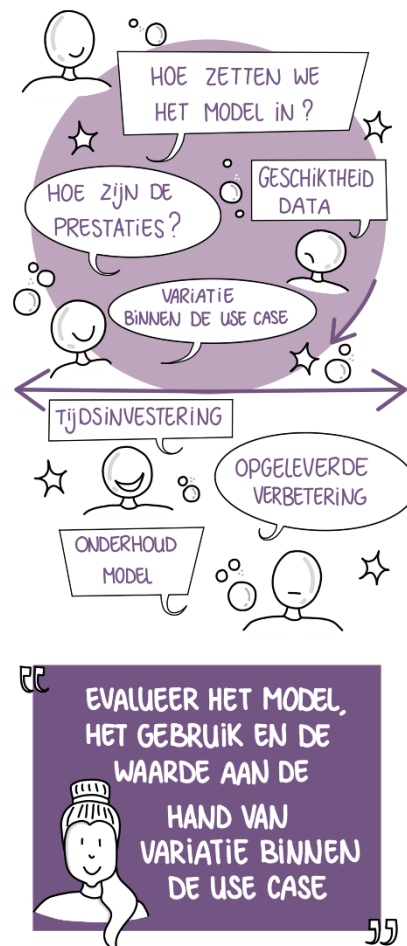 HOE ZETTEN WE
HET MODEL IN?
GESCHIKTHEID
DATA
HOE ZIJN DE
PRESTATIES?
VARIATIE
BINNEN DE USE CASE
TIJDSINVESTERING
OPGELEVERDE
VERBETERING
ONDERHOUD
MODEL
EVALUEER HET MODEL,
HET GEBRUIK EN DE
WAARDE AAN DE
HAND VAN
VARIATIE BINNEN
DE USE CASE